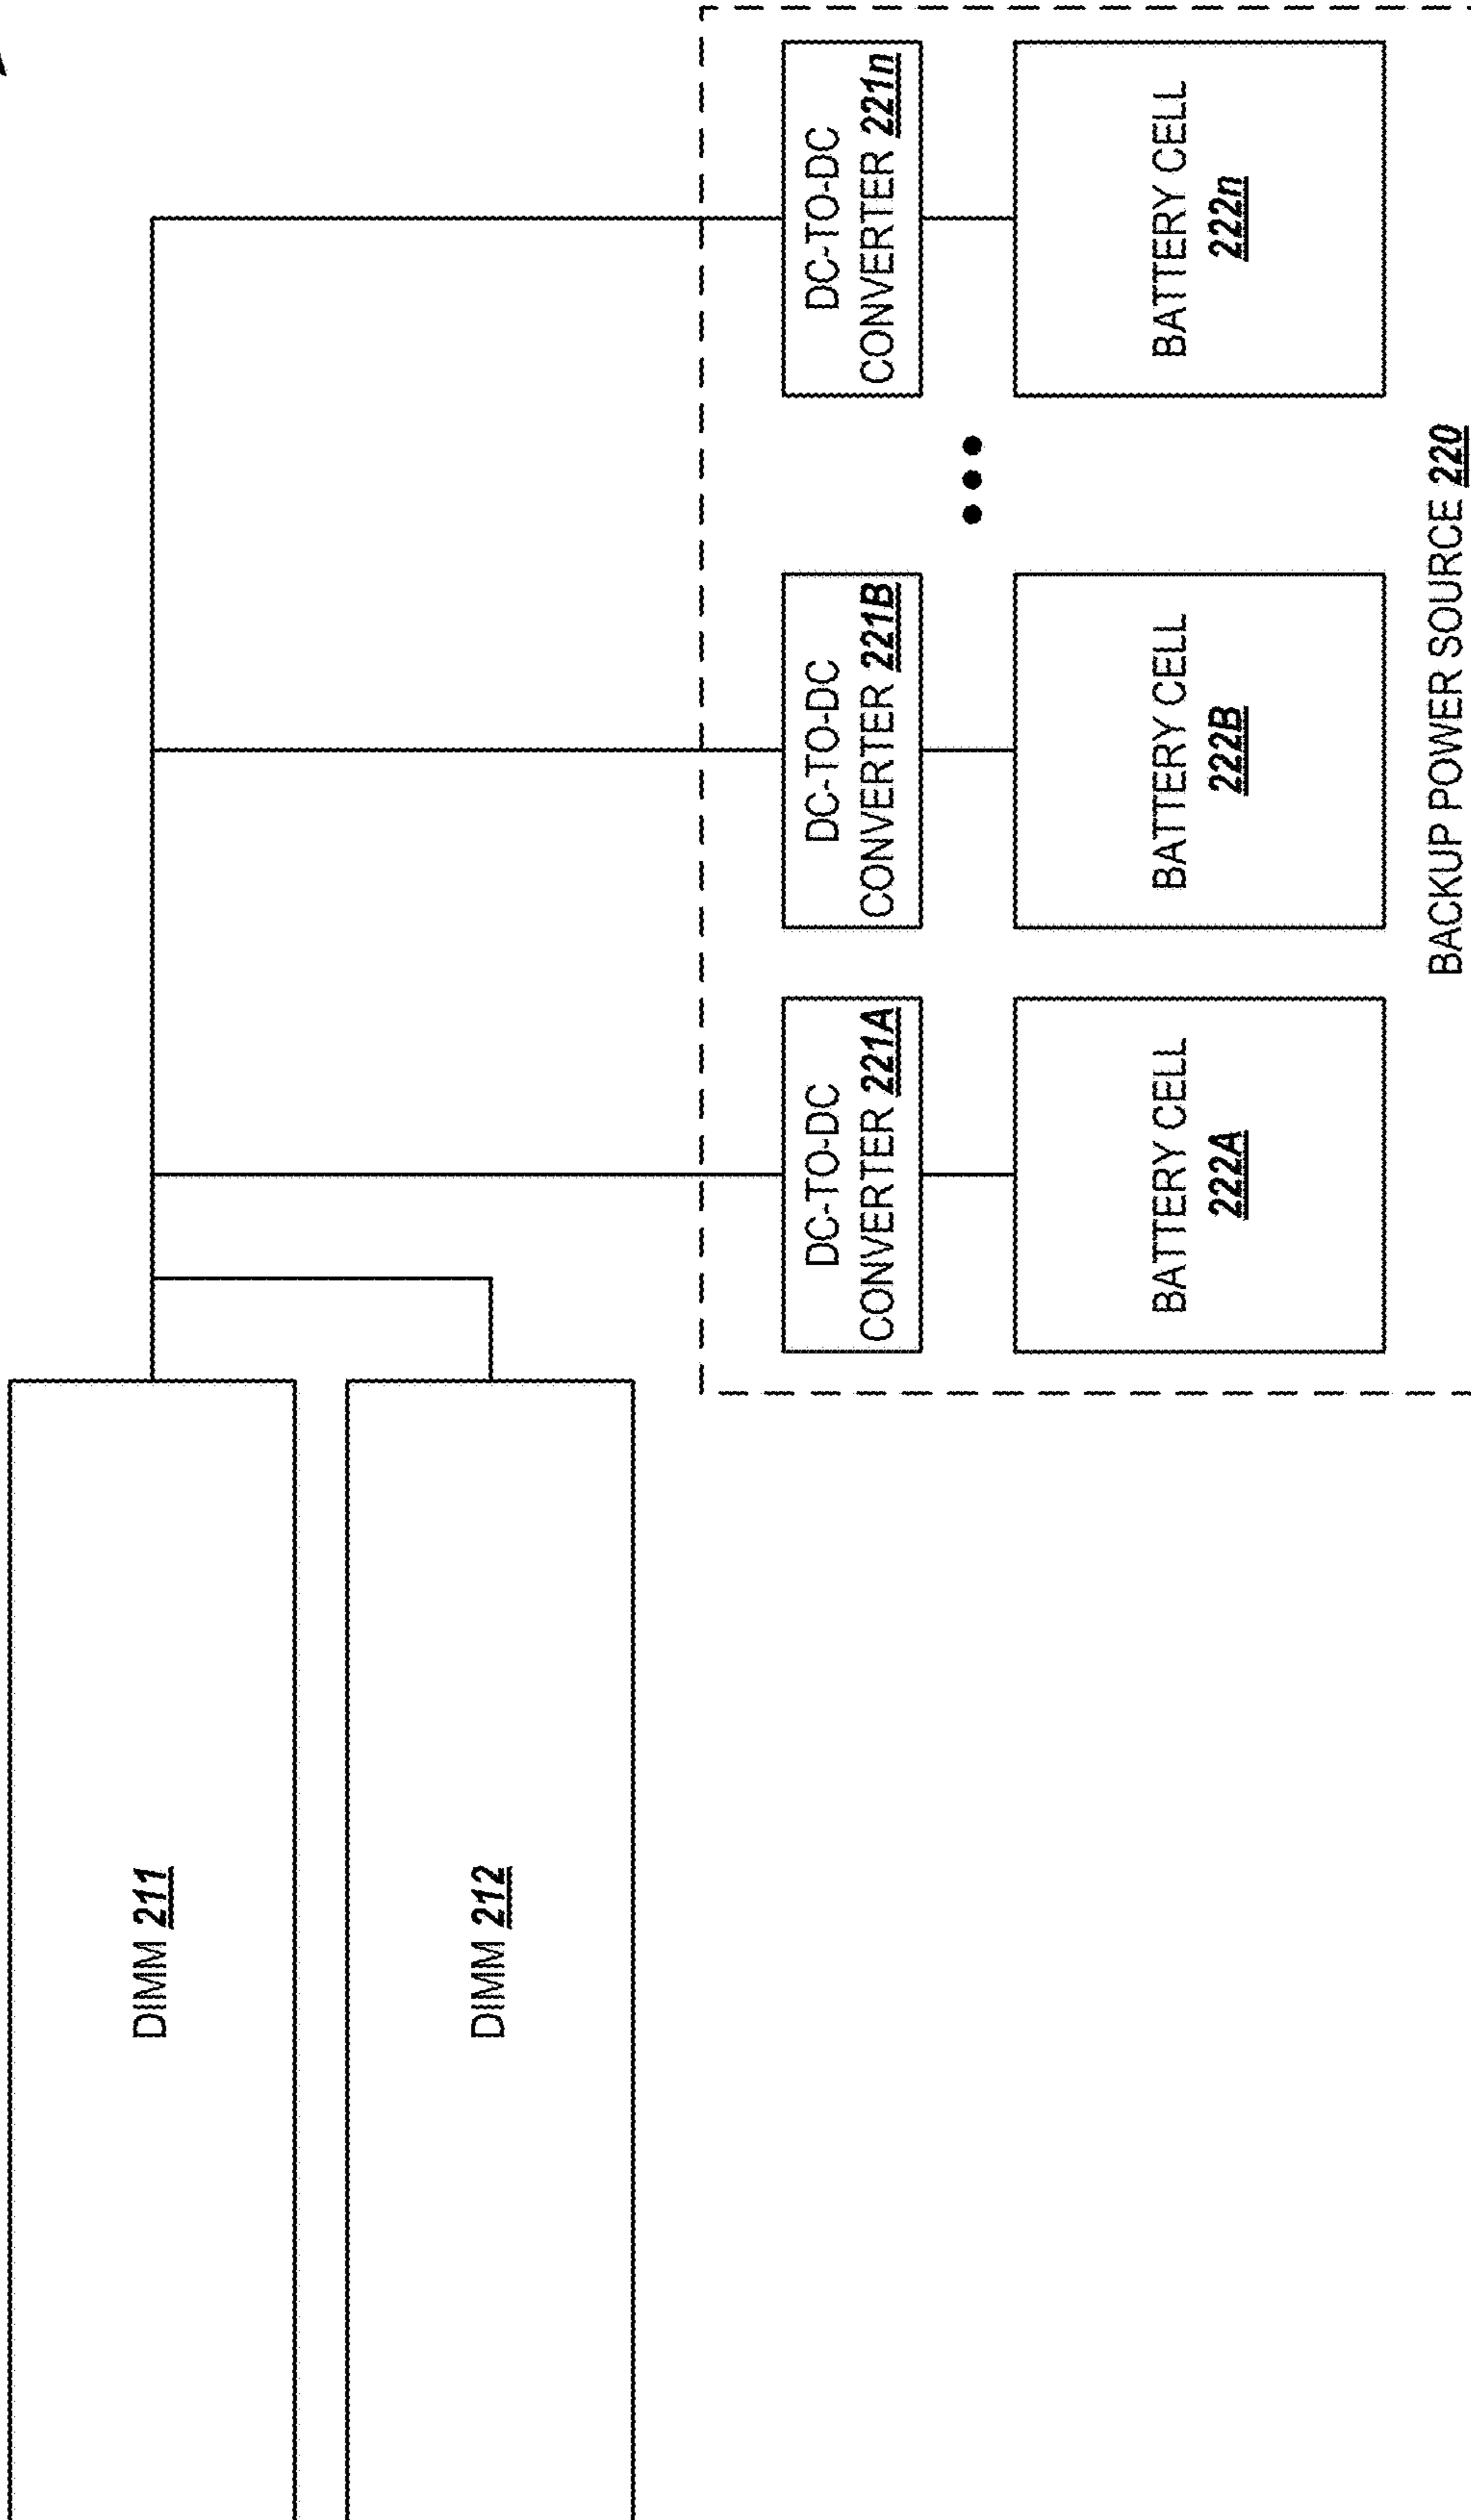 DIMM 211
DIMM 212
DC-TO-DC
CONVERTER 221A
DC-TO-DC
CONVERTER 221B
DC-TO-DC
CONVERTER 221n
BATTERY CELL
222A
BATTERY CELL
222B
BATTERY CELL
222n
BACKUP POWER SOURCE 220